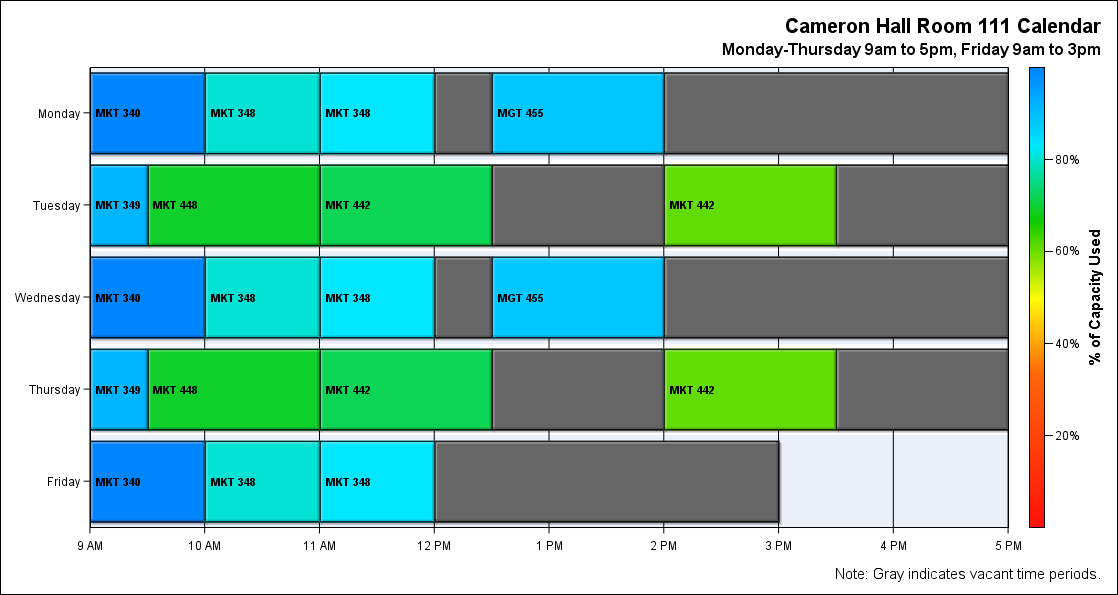 Cameron Hall Room 111 Calendar
Monday-Thursday 9am to 5pm, Friday 9am to 3pm
Monday
MKT 340
MKT 348
MKT 348
MGT 455
Tuesday
MKT 349
MKT 448
MKT 442
MKT 442
Wednesday
MKT 340
MKT 348
MKT 348
MGT 455
Thursday
MKT 349
MKT 448
MKT 442
MKT 442
Friday
MKT 340
MKT 348
MKT 348
9 AM
10 AM
11 AM
12 PM
1 PM
2 PM
3 PM
4 PM
5 PM
80%
60%
40%
20%
% of Capacity Used
Note: Gray indicates vacant time periods.